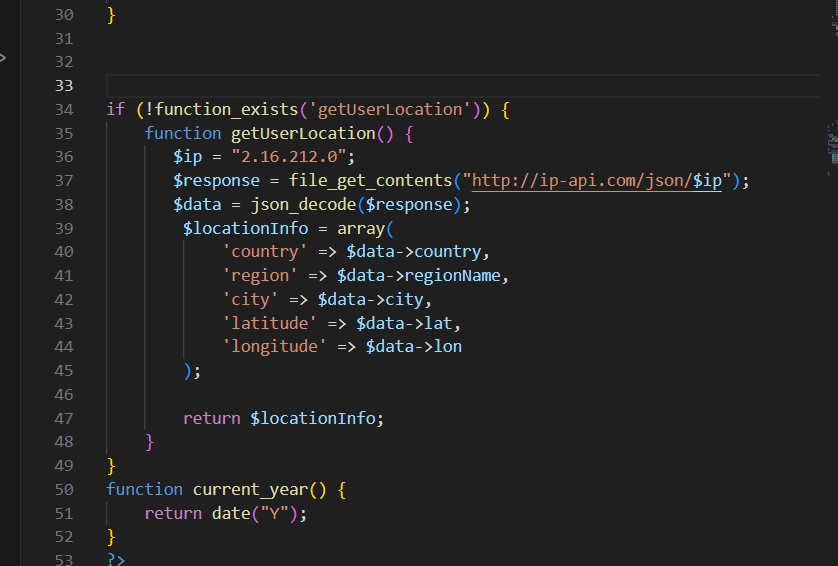 30 }
31
32
33
34 if (!function_exists('getUserLocation')) {
35     function getUserLocation() {
36        $ip = "2.16.212.0";
37        $response = file_get_contents("http://ip-api.com/json/$ip");
38        $data = json_decode($response);
39         $locationInfo = array(
40             'country' => $data->country,
41             'region' => $data->regionName,
42             'city' => $data->city,
43             'latitude' => $data->lat,
44             'longitude' => $data->lon
45         );
46
47         return $locationInfo;
48     }
49 }
50 function current_year() {
51     return date("Y");
52 }
53 ?>